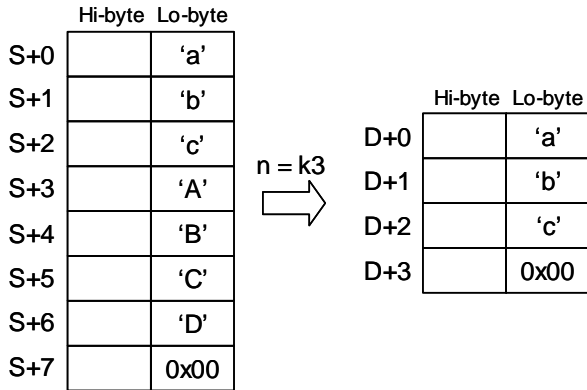 Hi-byte Lo-byte
S+0 ‘a’
S+1 ‘b’
S+2 ‘c’
S+3 ‘A’
S+4 ‘B’
S+5 ‘C’
S+6 ‘D’
S+7 0x00
n = k3
Hi-byte Lo-byte
D+0 ‘a’
D+1 ‘b’
D+2 ‘c’
D+3 0x00